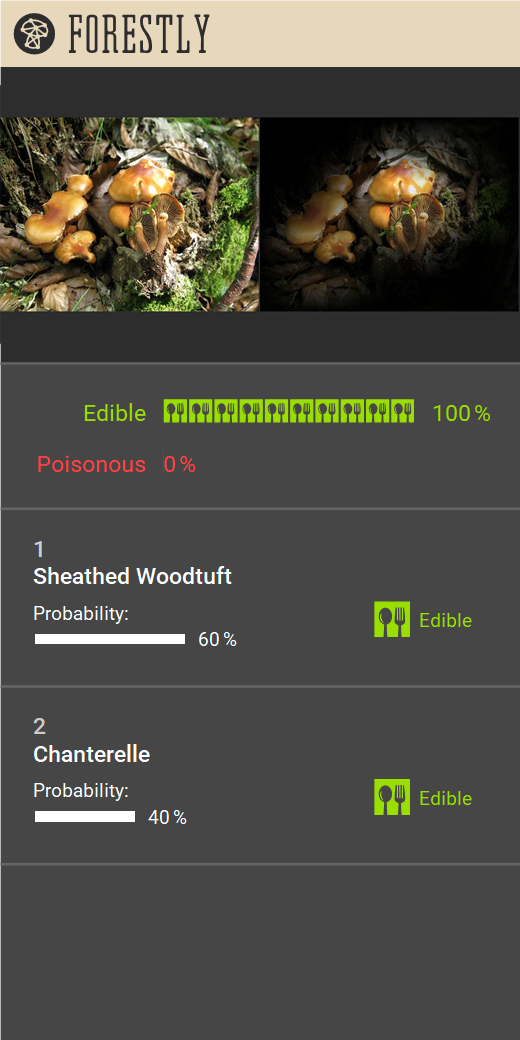 FORESTLY
Edible 100 %
Poisonous 0 %
1
Sheathed Woodtuft
Probability:
60 %
Edible
2
Chanterelle
Probability:
40 %
Edible